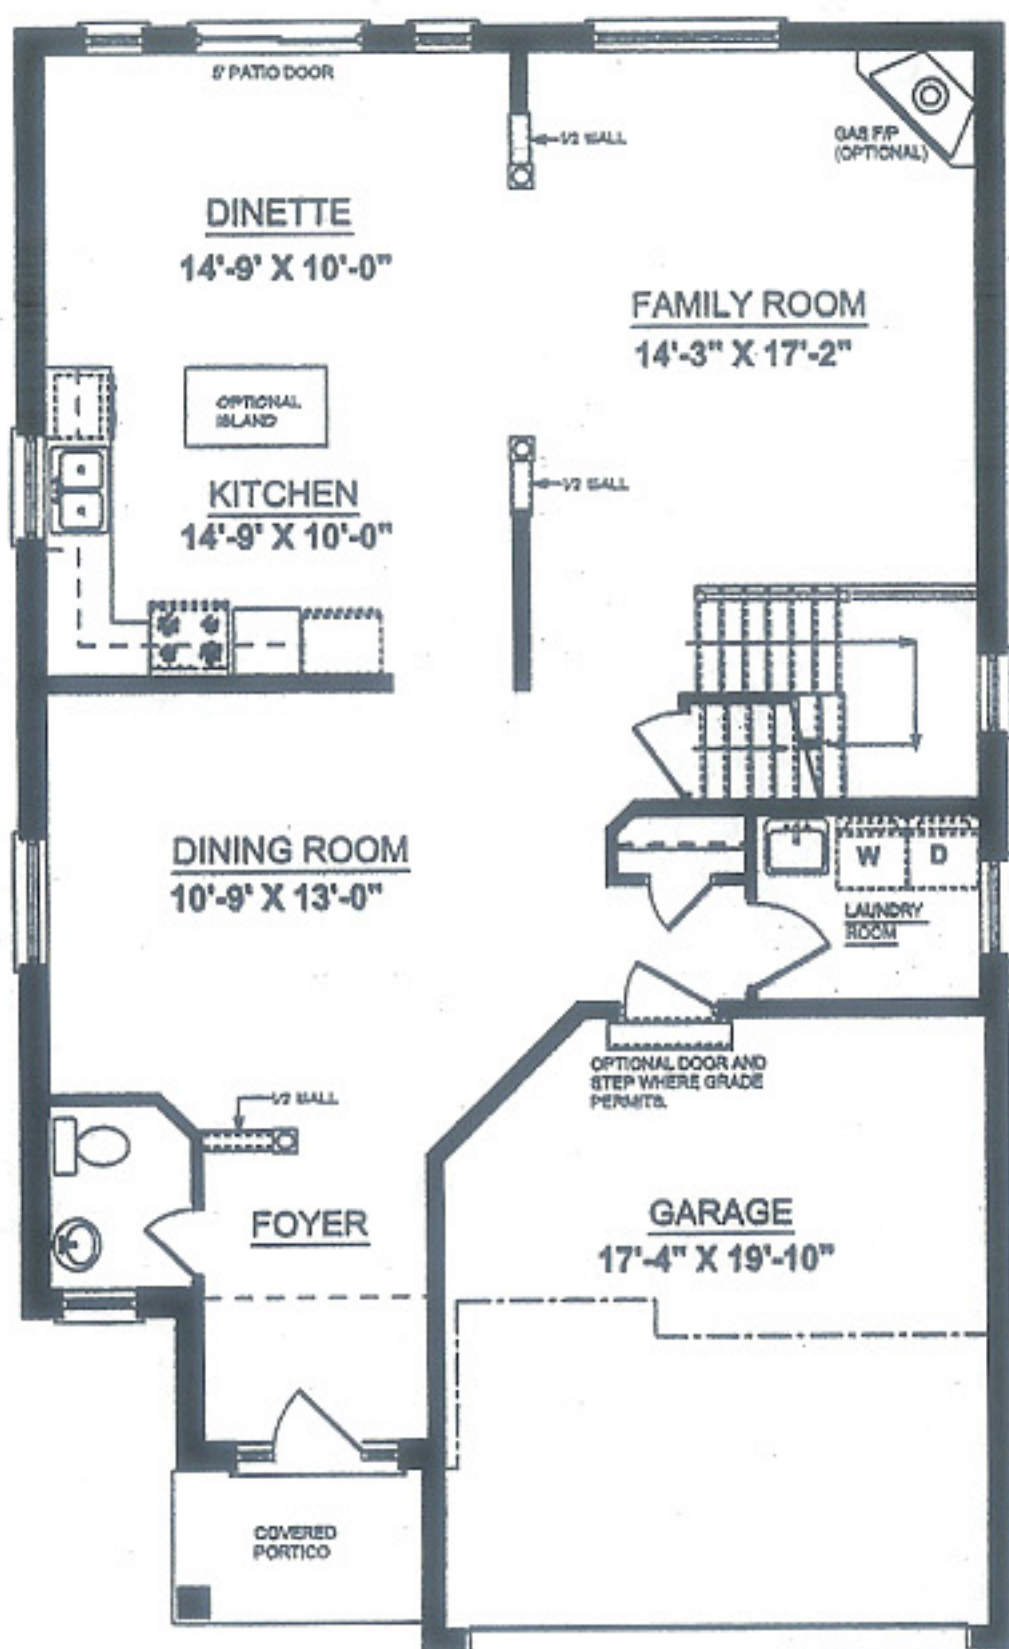 8' PATIO DOOR
1/2 WALL
GAS F/P
(OPTIONAL)
DINETTE
14'-9' X 10'-0"
FAMILY ROOM
14'-3" X 17'-2"
OPTIONAL
ISLAND
KITCHEN
14'-9' X 10'-0"
1/2 WALL
DINING ROOM
10'-9' X 13'-0"
W
D
LAUNDRY
ROOM
OPTIONAL DOOR AND
STEP WHERE GRADE
PERMITS.
1/2 WALL
FOYER
GARAGE
17'-4" X 19'-10"
COVERED
PORTICO